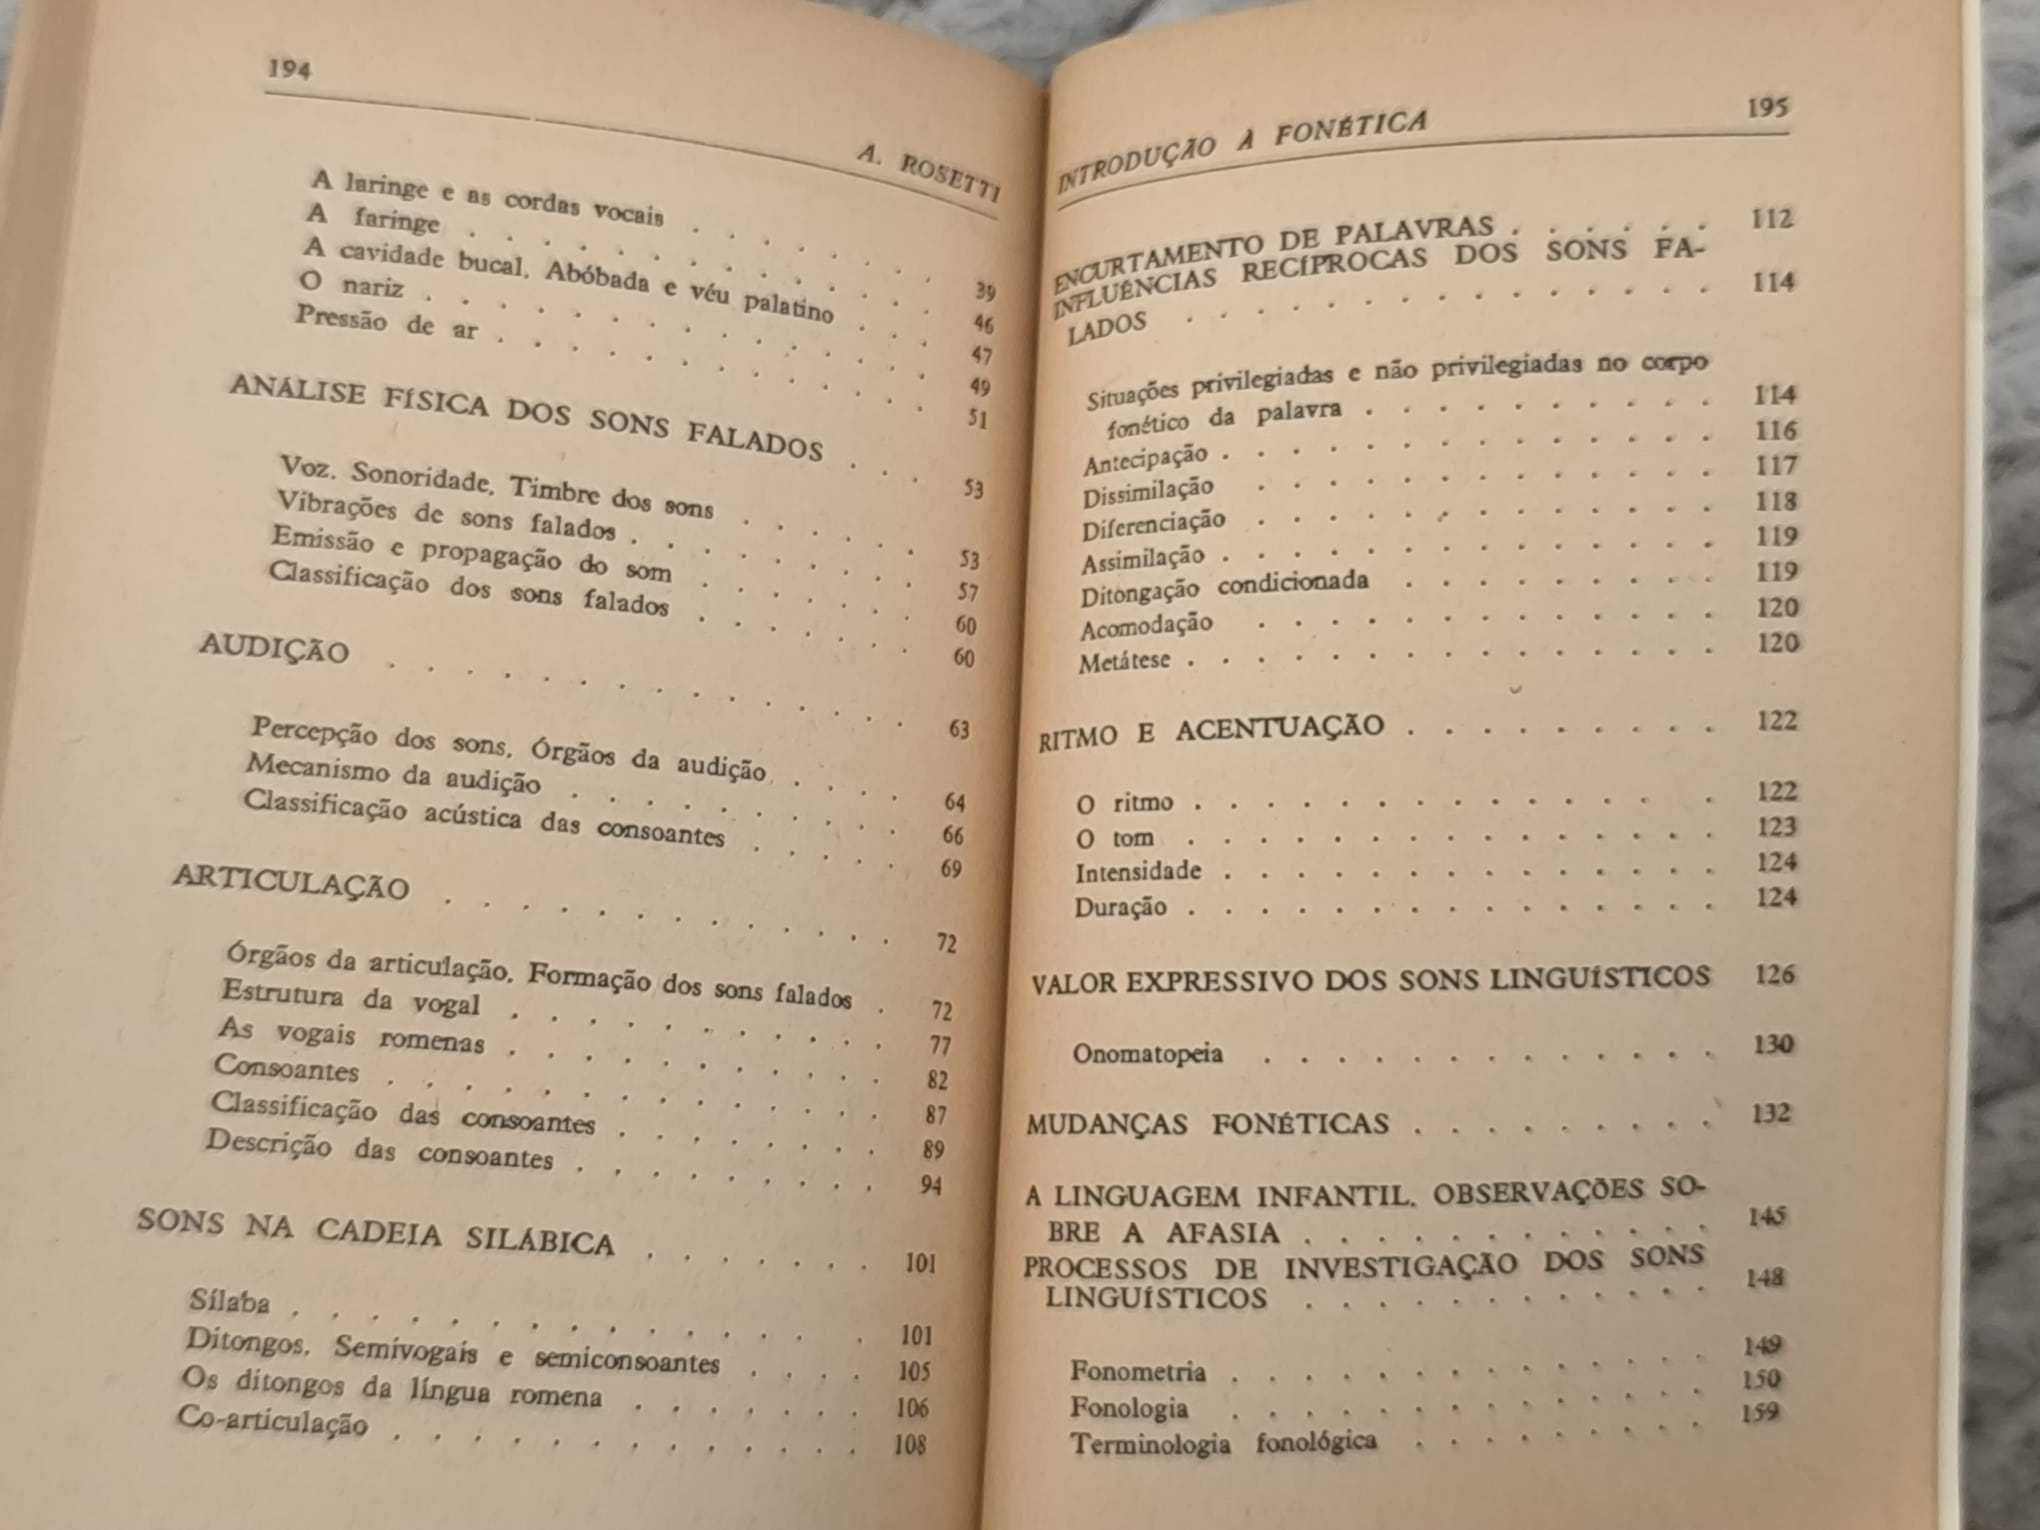 194
A. ROSETTI
A laringe e as cordas vocais . . . . . . . 39
A faringe . . . . . . . . . . . . . 46
A cavidade bucal. Abóbada e véu palatino . . . 47
O nariz . . . . . . . . . . . . . . 49
Pressão de ar . . . . . . . . . . . . 51
ANÁLISE FÍSICA DOS SONS FALADOS . . . 53
Voz. Sonoridade. Timbre dos sons . . . . . 53
Vibrações de sons falados . . . . . . . . 57
Emissão e propagação do som . . . . . . 60
Classificação dos sons falados . . . . . . 60
AUDIÇÃO . . . . . . . . . . . . . . 63
Percepção dos sons. Órgãos da audição . . . . 64
Mecanismo da audição . . . . . . . . . 66
Classificação acústica das consoantes . . . . . 69
ARTICULAÇÃO . . . . . . . . . . . . 72
Órgãos da articulação. Formação dos sons falados . 72
Estrutura da vogal . . . . . . . . . . 77
As vogais romenas . . . . . . . . . . 82
Consoantes . . . . . . . . . . . . . 87
Classificação das consoantes . . . . . . . 89
Descrição das consoantes . . . . . . . . 94
SONS NA CADEIA SILÁBICA . . . . . . . 101
Sílaba . . . . . . . . . . . . . . . 101
Ditongos. Semivogais e semiconsoantes . . . . 105
Os ditongos da língua romena . . . . . . . 106
Co-articulação . . . . . . . . . . . . 108
INTRODUÇÃO À FONÉTICA
195
ENCURTAMENTO DE PALAVRAS . . . . . . 112
INFLUÊNCIAS RECÍPROCAS DOS SONS FA-
LADOS . . . . . . . . . . . . . . . 114
Situações privilegiadas e não privilegiadas no corpo
fonético da palavra . . . . . . . . . . 114
Antecipação . . . . . . . . . . . . . . 116
Dissimilação . . . . . . . . . . . . . 117
Diferenciação . . . . . . . . . . . . . 118
Assimilação . . . . . . . . . . . . . . 119
Ditongação condicionada . . . . . . . . . 119
Acomodação . . . . . . . . . . . . . 120
Metátese . . . . . . . . . . . . . . . 120
RITMO E ACENTUAÇÃO . . . . . . . . . 122
O ritmo . . . . . . . . . . . . . . 122
O tom . . . . . . . . . . . . . . . 123
Intensidade . . . . . . . . . . . . . . 124
Duração . . . . . . . . . . . . . . . 124
VALOR EXPRESSIVO DOS SONS LINGUÍSTICOS 126
Onomatopeia . . . . . . . . . . . . . 130
MUDANÇAS FONÉTICAS . . . . . . . . . 132
A LINGUAGEM INFANTIL. OBSERVAÇÕES SO-
BRE A AFASIA . . . . . . . . . . . . 145
PROCESSOS DE INVESTIGAÇÃO DOS SONS
LINGUÍSTICOS . . . . . . . . . . . . 148
Fonometria . . . . . . . . . . . . . . 149
Fonologia . . . . . . . . . . . . . . 150
Terminologia fonológica . . . . . . . . . 159